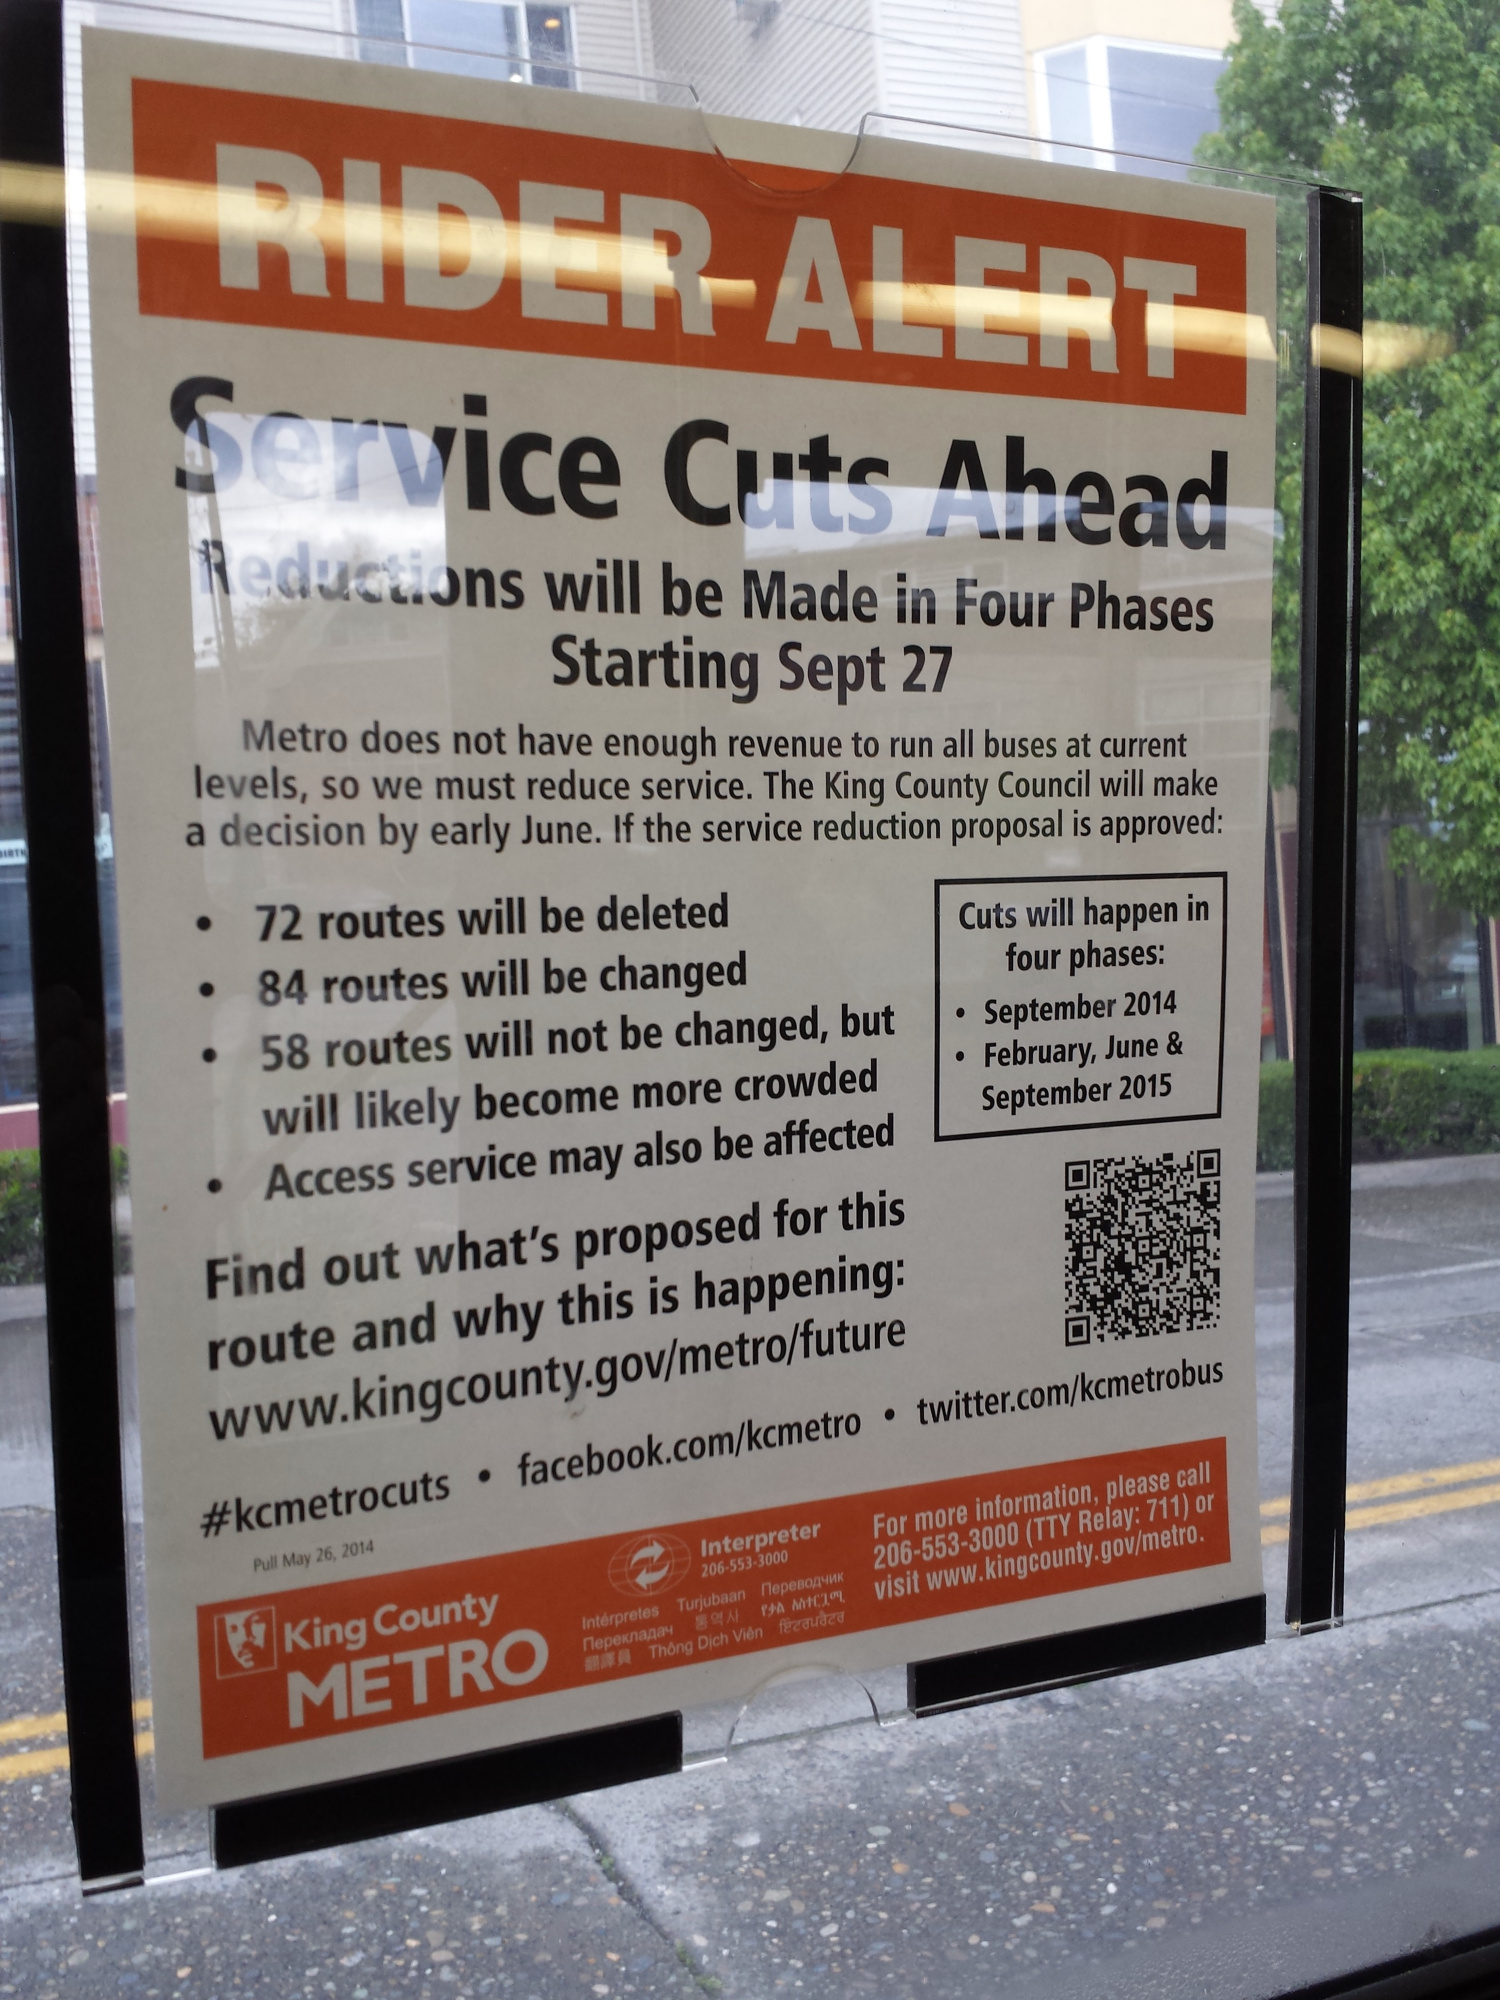 RIDER ALERT
Service Cuts Ahead
Reductions will be Made in Four Phases
Starting Sept 27
Metro does not have enough revenue to run all buses at current
levels, so we must reduce service. The King County Council will make
a decision by early June. If the service reduction proposal is approved:
• 72 routes will be deleted
• 84 routes will be changed
• 58 routes will not be changed, but
will likely become more crowded
• Access service may also be affected
Cuts will happen in
four phases:
• September 2014
• February, June &
September 2015
Find out what's proposed for this
route and why this is happening:
www.kingcounty.gov/metro/future
#kcmetrocuts • facebook.com/kcmetro • twitter.com/kcmetrobus
Pull May 26, 2014
King County
METRO
Interpreter
206-553-3000
Intérpretes Turjubaan Переводчик
Перекладач 통역사
翻譯員 Thông Dịch Viên ਇੰਟਰਪਰੈਟਰ
For more information, please call
206-553-3000 (TTY Relay: 711) or
visit www.kingcounty.gov/metro.